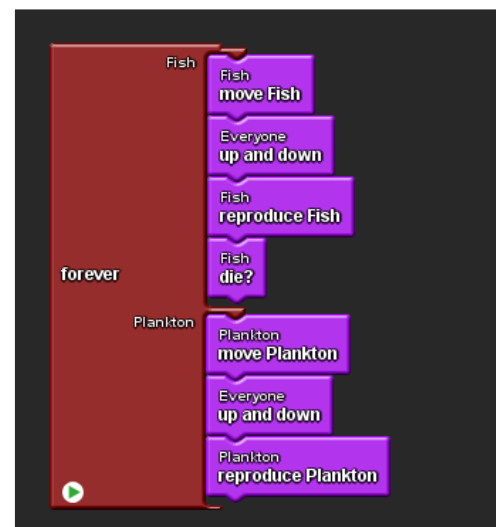 Fish
Fish
move Fish
Everyone
up and down
Fish
reproduce Fish
Fish
die?
forever
Plankton
Plankton
move Plankton
Everyone
up and down
Plankton
reproduce Plankton